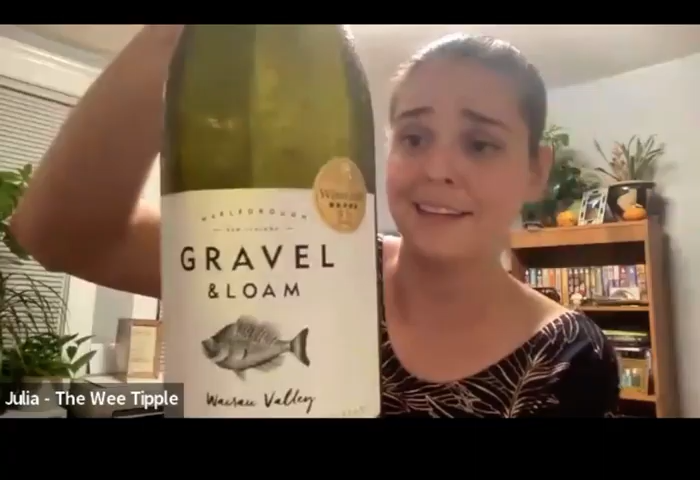 MARLBOROUGH
NEW ZEALAND
GRAVEL
& LOAM
Wairau Valley
Julia - The Wee Tipple